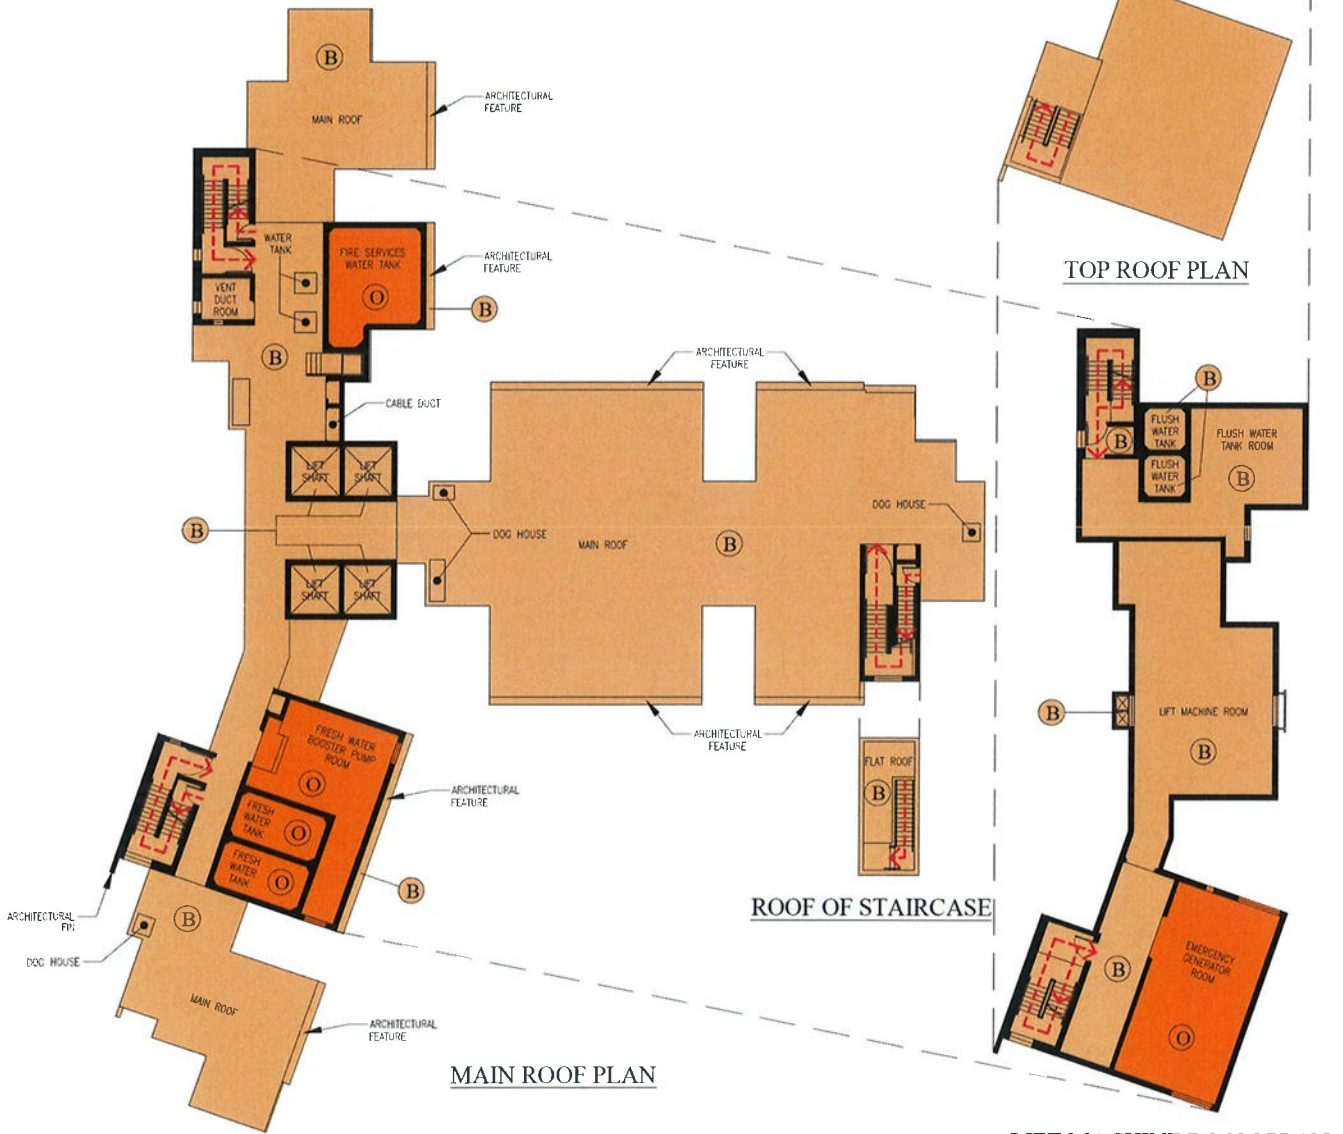 B
MAIN ROOF
ARCHITECTURAL
FEATURE
WATER
TANK
FIRE SERVICES
WATER TANK
O
ARCHITECTURAL
FEATURE
VENT
DUCT
ROOM
B
B
CABLE DUCT
LIFT
SHAFT
LIFT
SHAFT
B
LIFT
SHAFT
LIFT
SHAFT
ARCHITECTURAL
FEATURE
DOG HOUSE
MAIN ROOF
B
DOG HOUSE
ARCHITECTURAL
FEATURE
FLAT ROOF
B
ROOF OF STAIRCASE
FRESH WATER
BOOSTER PUMP
ROOM
O
FRESH
WATER
TANK
O
FRESH
WATER
TANK
O
ARCHITECTURAL
FEATURE
B
ARCHITECTURAL
FIN
B
DOG HOUSE
MAIN ROOF
ARCHITECTURAL
FEATURE
MAIN ROOF PLAN
TOP ROOF PLAN
B
FLUSH
WATER
TANK
B
FLUSH WATER
TANK ROOM
FLUSH
WATER
TANK
B
B
LIFT MACHINE ROOM
B
B
EMERGENCY
GENERATOR
ROOM
O